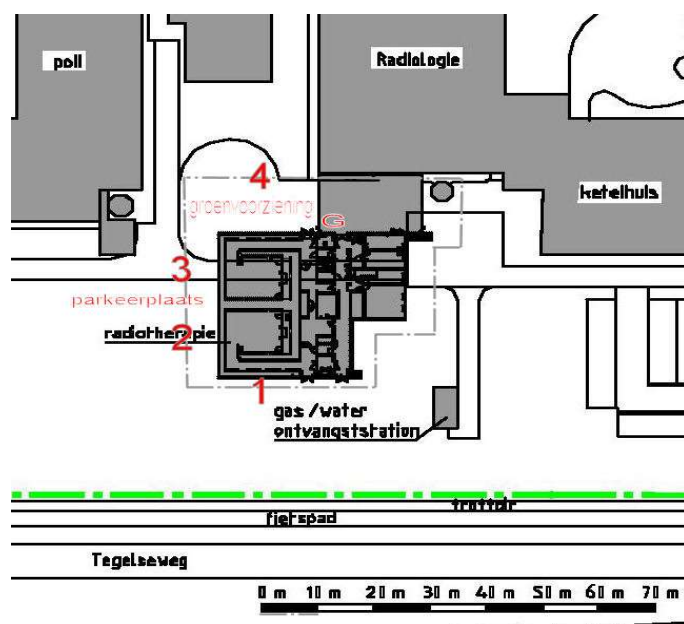 poli
Radiologie
ketelhuis
4
groenvoorziening
G
3
parkeerplaats
radiotherapie
2
1
gas /water
ontvangststation
trottoir
fietspad
Tegelseweg
0 m 10 m 20 m 30 m 40 m 50 m 60 m 70 m